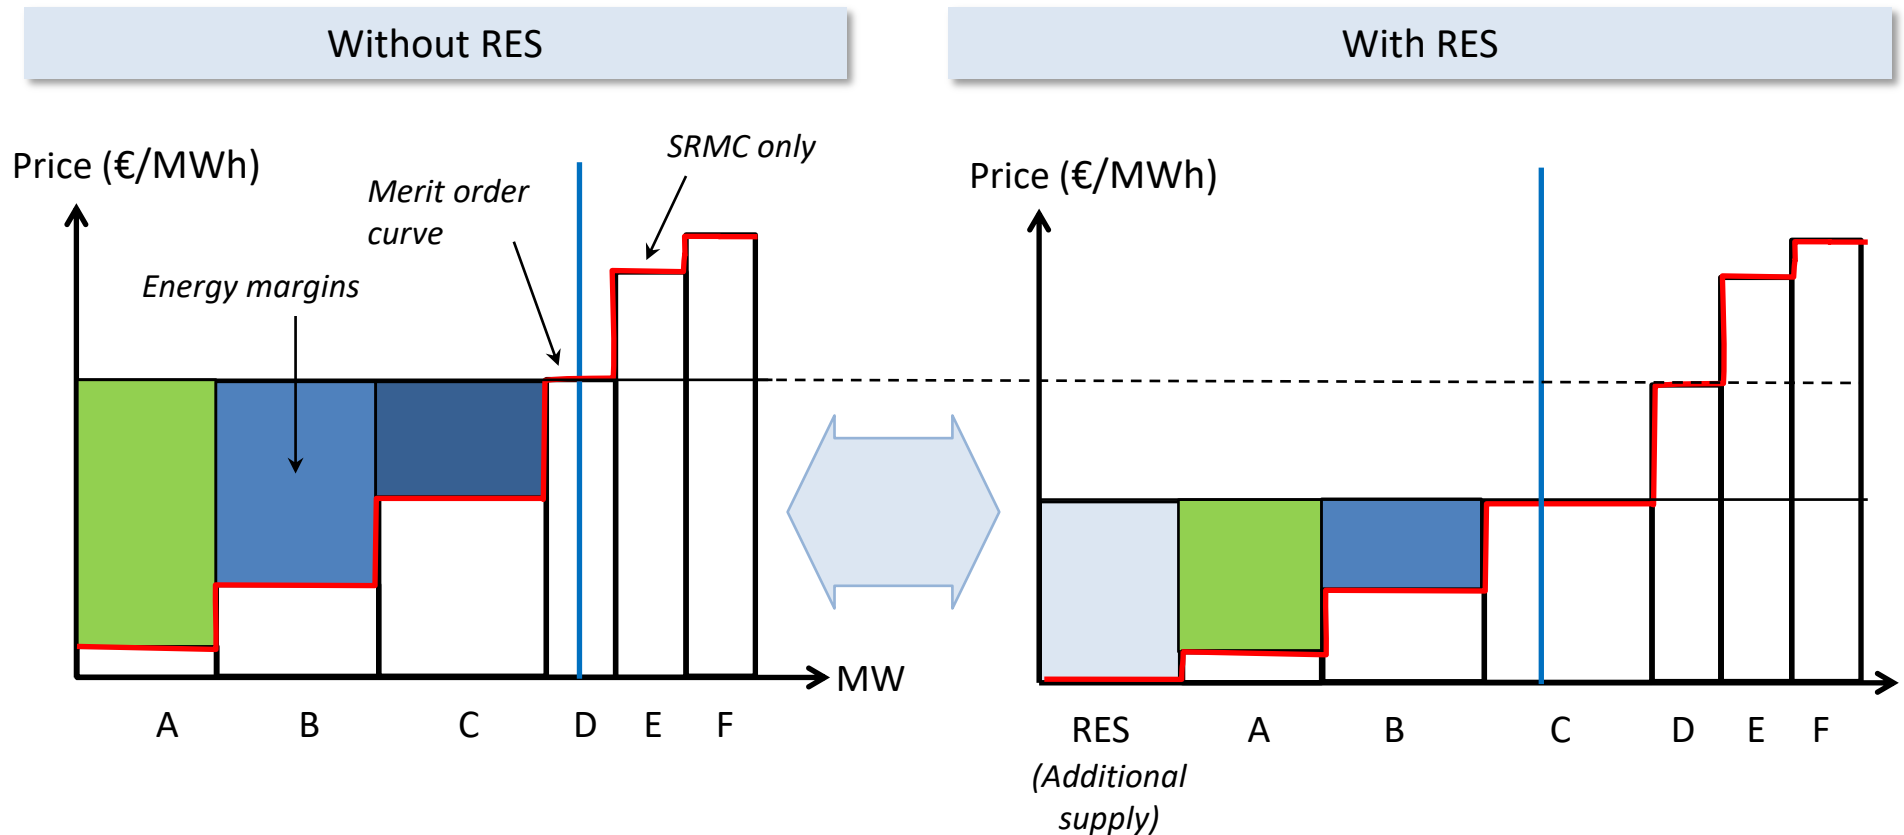 Without RES
With RES
Price (€/MWh)
Merit order
curve
SRMC only
Energy margins
MW
A
B
C
D
E
F
Price (€/MWh)
RES
(Additional
supply)
A
B
C
D
E
F